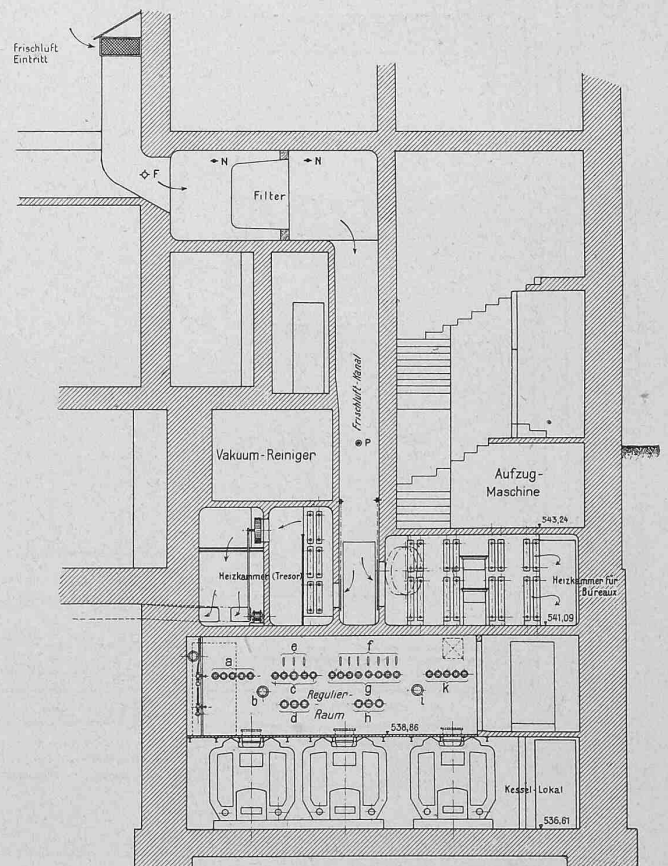 Frischluft
Eintritt
F
N
N
Filter
Frischluft-Kanal
P
Vakuum-Reiniger
Aufzug-
Maschine
543,24
Heizkammer (Tresor)
Heizkammer für
Bureaux
541,09
a
e
f
b
c
g
i
k
Regulier-
d
h
Raum
538,86
Kessel-Lokal
536,61